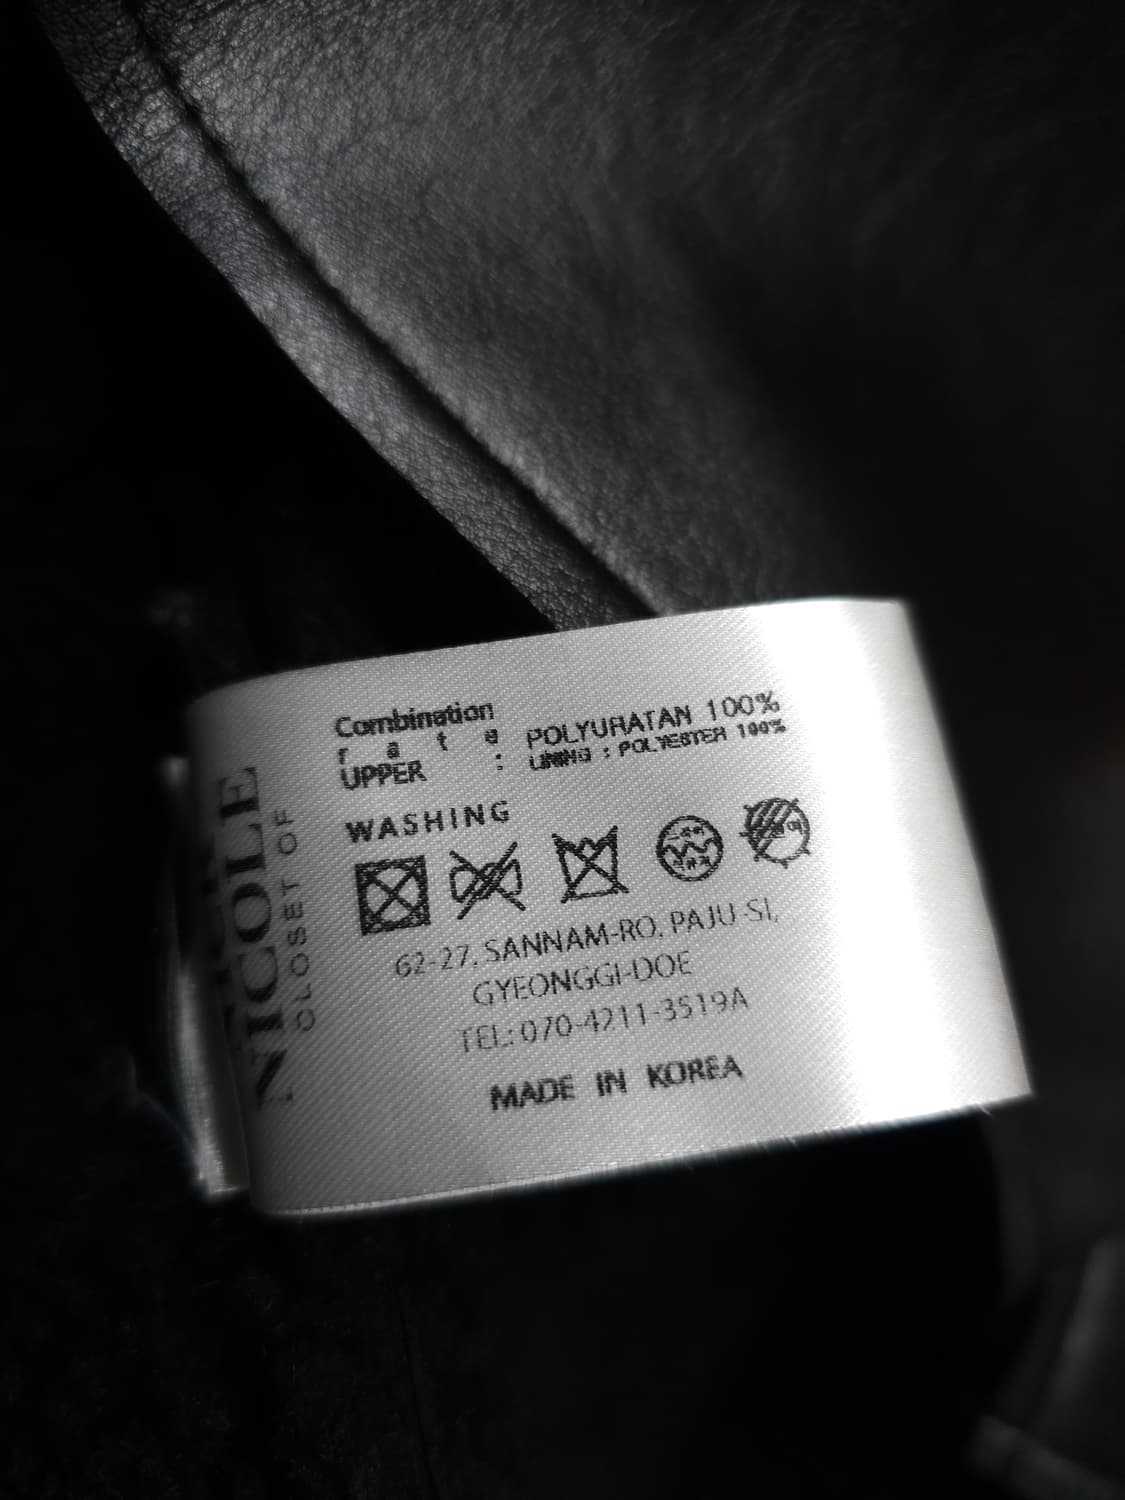 Combination
r a t e
UPPER :
POLYURATAN 100%
LINING : POLYESTER 100%
WASHING
62-27, SANNAM-RO, PAJU-SI,
GYEONGGI-DOE
TEL: 070-4211-3519A
MADE IN KOREA
NICOLE
CLOSET OF